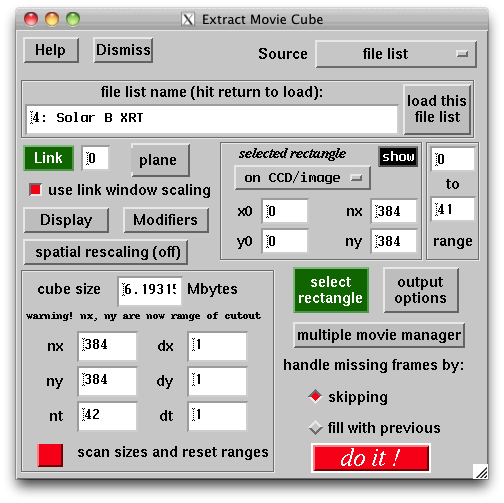 Extract Movie Cube
Help Dismiss Source file list
file list name (hit return to load):
4: Solar B XRT
load this
file list
Link 0 plane
use link window scaling
Display Modifiers
spatial rescaling (off)
selected rectangle show
on CCD/image
x0 0 nx 384
y0 0 ny 384
0
to
41
range
cube size 6.19315 Mbytes
warning! nx, ny are now range of cutout
nx 384 dx 1
ny 384 dy 1
nt 42 dt 1
scan sizes and reset ranges
select
rectangle
output
options
multiple movie manager
handle missing frames by:
skipping
fill with previous
do it !